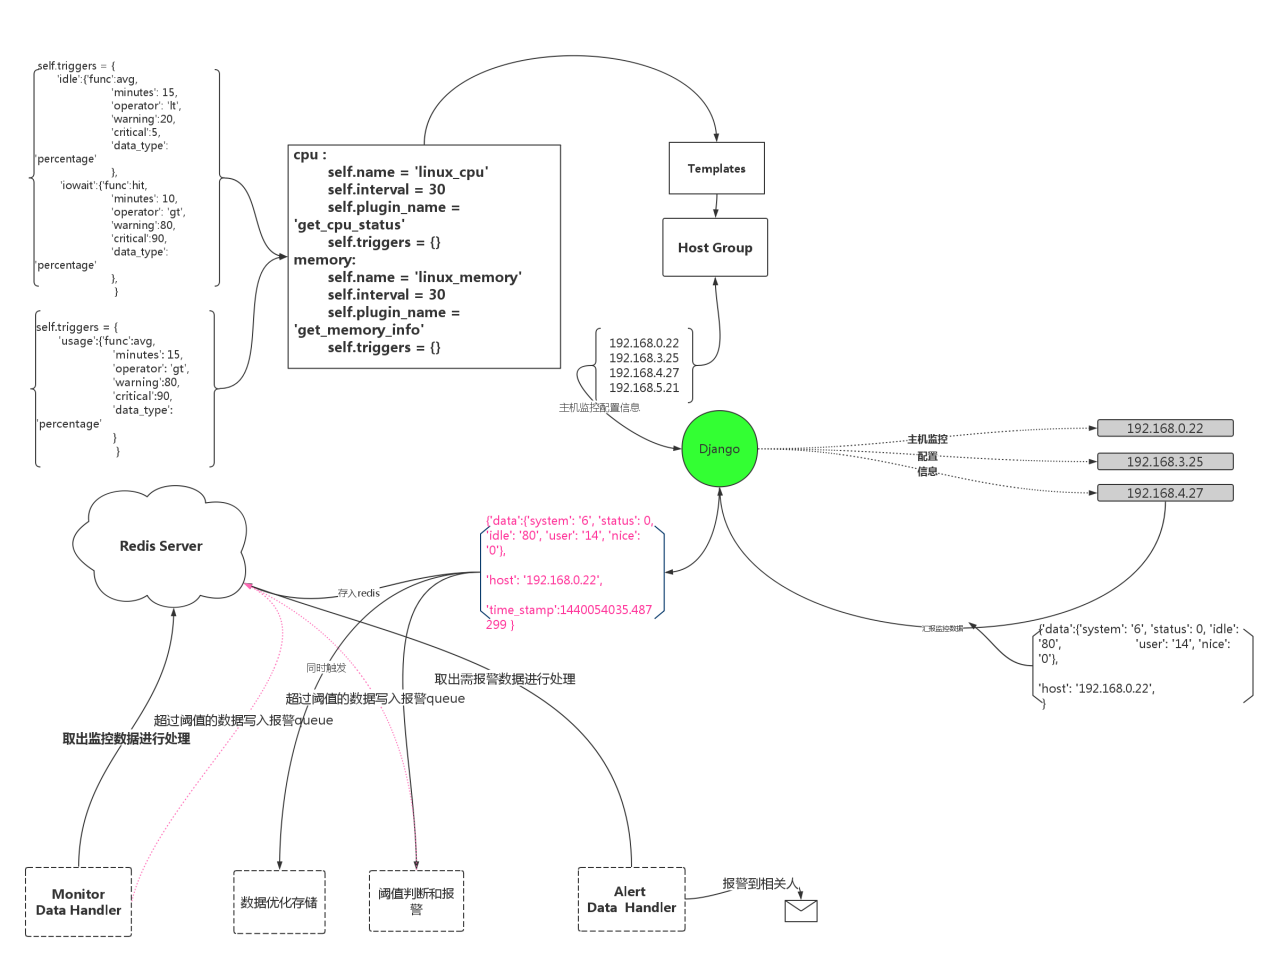 self.triggers = {
'idle':{'func':avg,
'minutes': 15,
'operator': 'lt',
'warning':20,
'critical':5,
'data_type':
'percentage'
},
'iowait':{'func':hit,
'minutes': 10,
'operator': 'gt',
'warning':80,
'critical':90,
'data_type':
'percentage'
},
}
self.triggers = {
'usage':{'func':avg,
'minutes': 15,
'operator': 'gt',
'warning':80,
'critical':90,
'data_type':
'percentage'
}
}
cpu :
self.name = 'linux_cpu'
self.interval = 30
self.plugin_name =
'get_cpu_status'
self.triggers = {}
memory:
self.name = 'linux_memory'
self.interval = 30
self.plugin_name =
'get_memory_info'
self.triggers = {}
Templates
Host Group
192.168.0.22
192.168.3.25
192.168.4.27
192.168.5.21
主机监控配置信息
Django
主机监控
配置
信息
192.168.0.22
192.168.3.25
192.168.4.27
Redis Server
{'data':{'system': '6', 'status': 0,
'idle': '80', 'user': '14', 'nice':
'0'},
'host': '192.168.0.22',
'time_stamp':1440054035.487
299 }
存入redis
汇报监控数据
{'data':{'system': '6', 'status': 0, 'idle':
'80', 'user': '14', 'nice':
'0'},
'host': '192.168.0.22',
}
同时触发
取出需报警数据进行处理
超过阈值的数据写入报警queue
超过阈值的数据写入报警queue
取出监控数据进行处理
Monitor
Data Handler
数据优化存储
阈值判断和报
警
Alert
Data Handler
报警到相关人